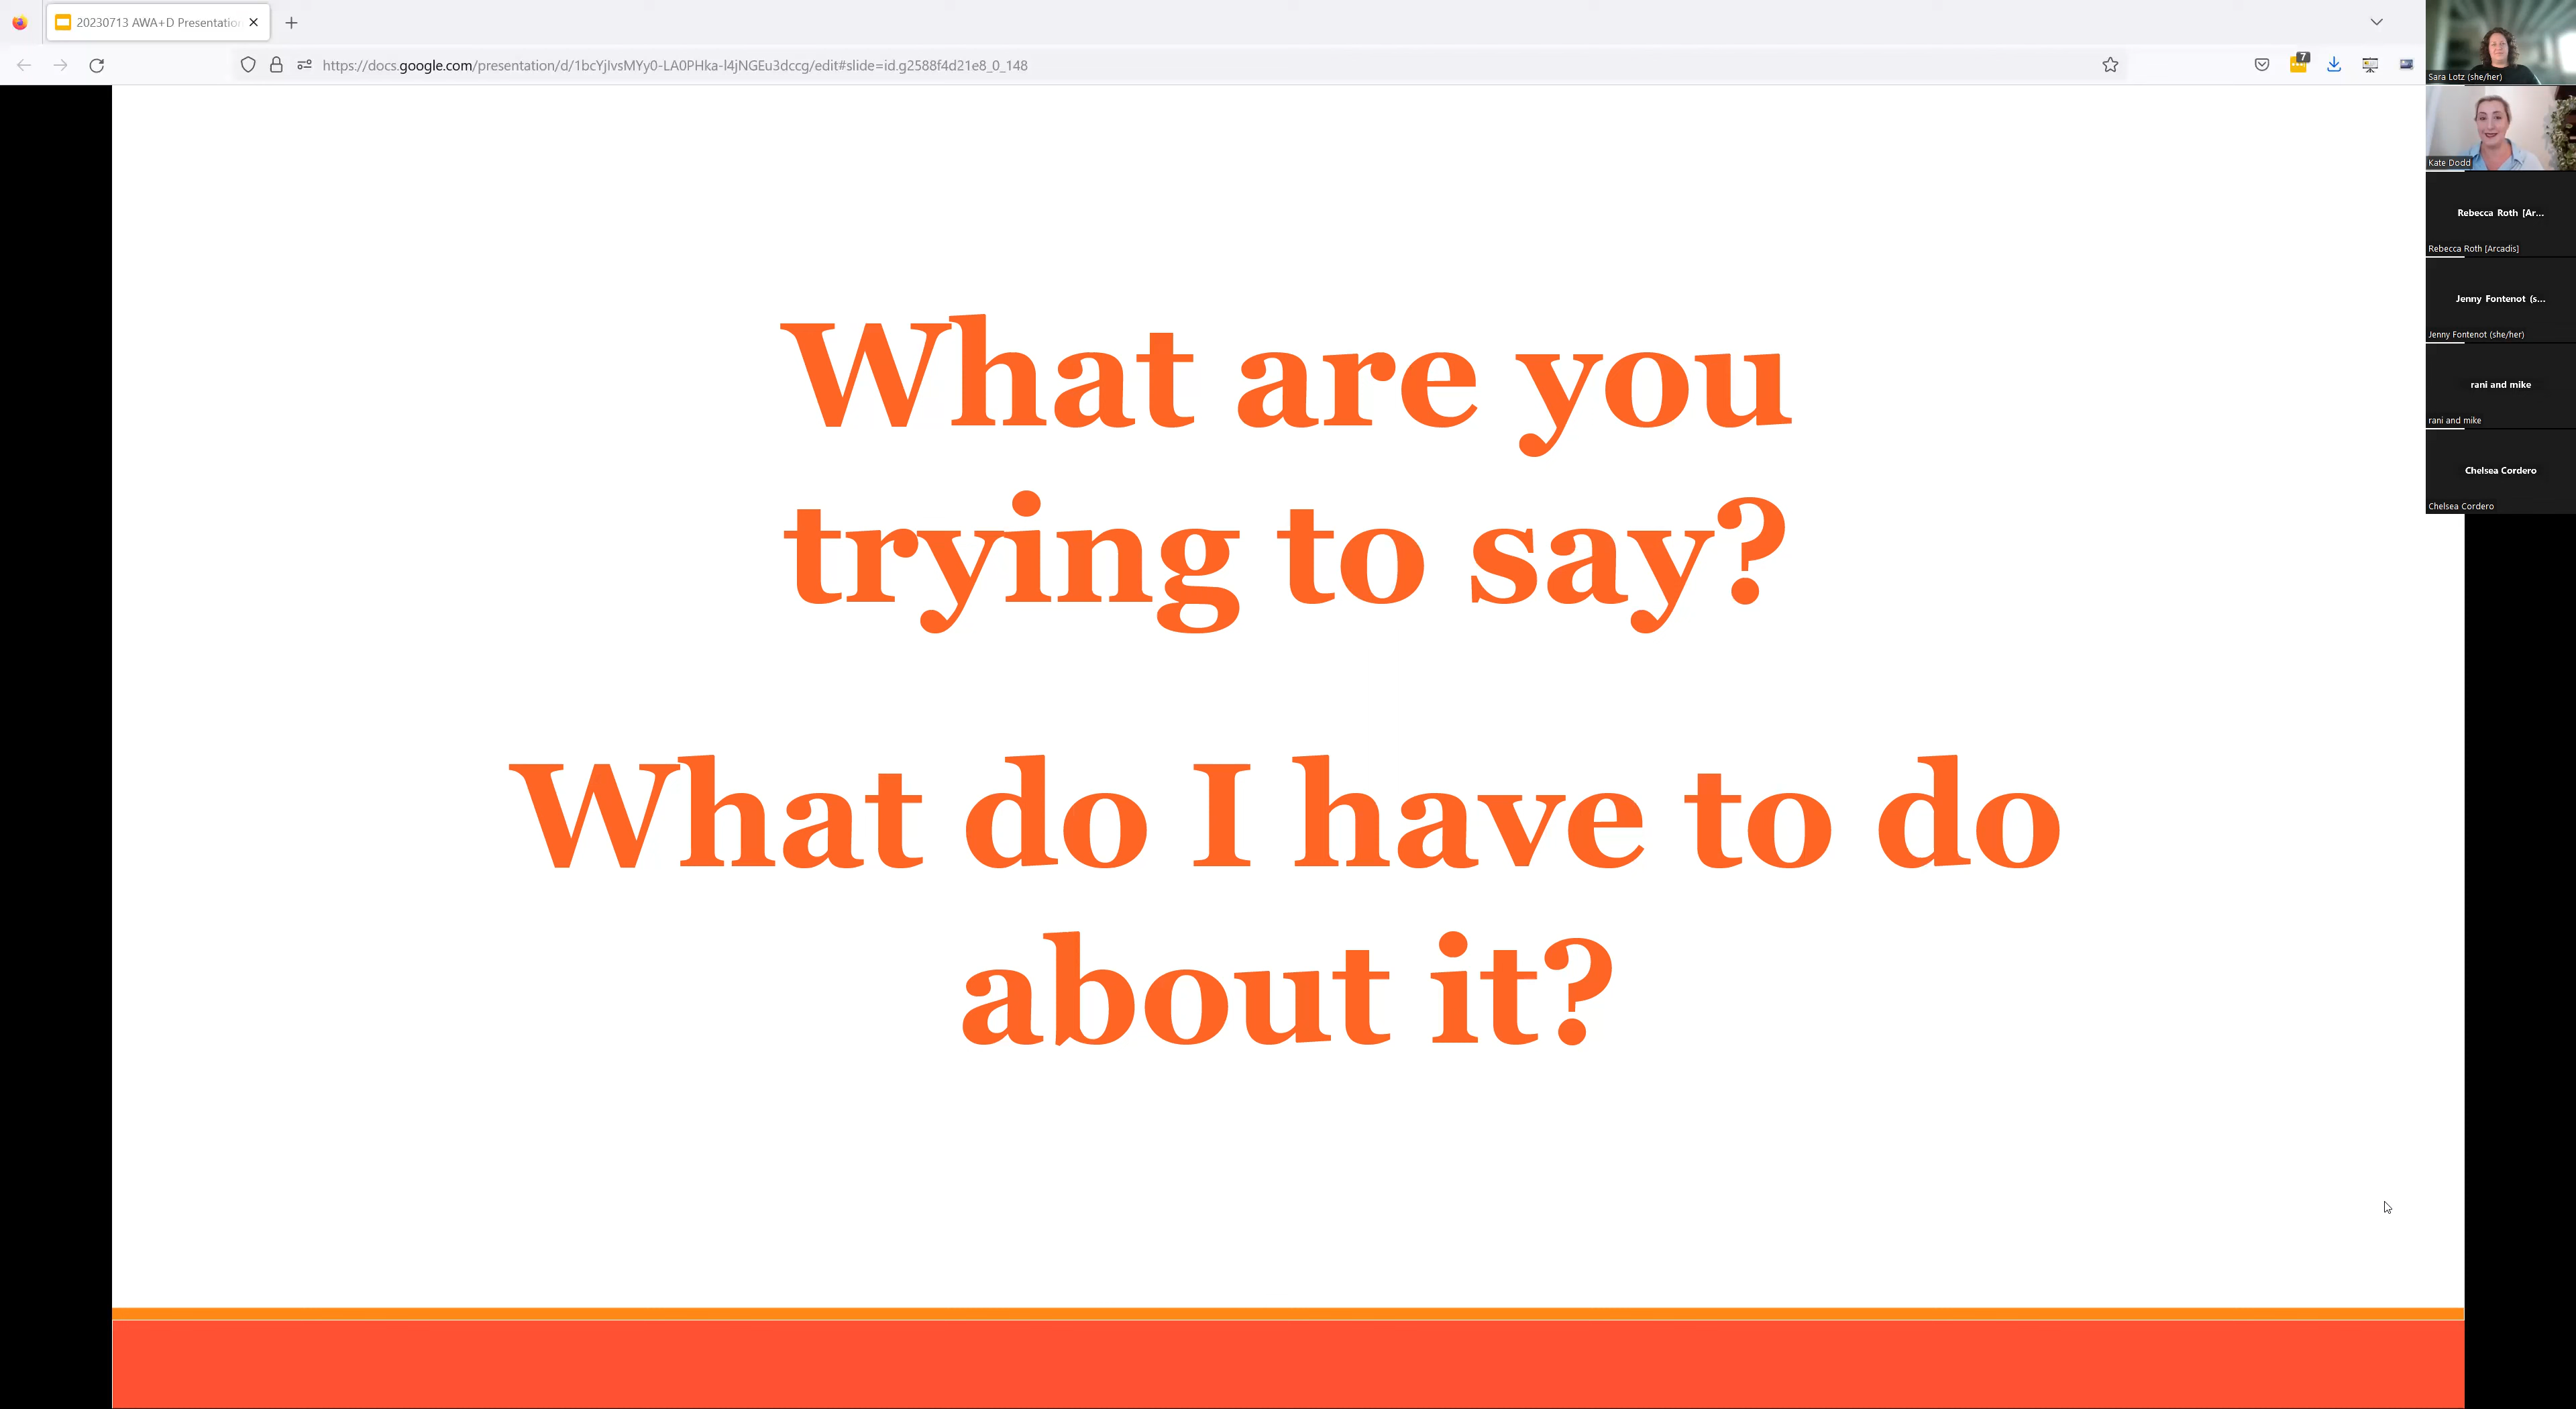 20230713 AWA+D Presentation
https://docs.google.com/presentation/d/1bcYjlvsMYy0-LA0PHka-l4jNGEu3dccg/edit#slide=id.g2588f4d21e8_0_148
7
What are you
trying to say?
What do I have to do
about it?
Sara Lotz (she/her)
Kate Dodd
Rebecca Roth [Ar...
Rebecca Roth [Arcadis]
Jenny Fontenot (s...
Jenny Fontenot (she/her)
rani and mike
rani and mike
Chelsea Cordero
Chelsea Cordero